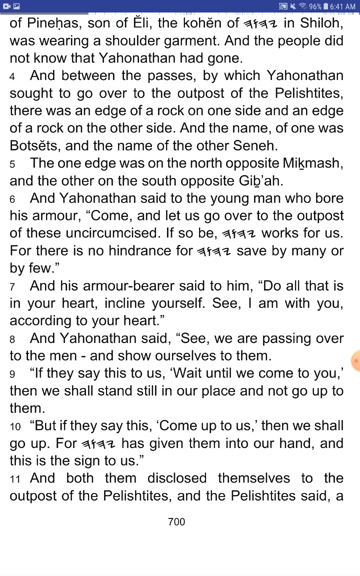 96% 6:41 AM
of Pineḥas, son of Ěli, the kohěn of 𐤉𐤄𐤅𐤄 in Shiloh,
was wearing a shoulder garment. And the people did
not know that Yahonathan had gone.
4 And between the passes, by which Yahonathan
sought to go over to the outpost of the Pelishtites,
there was an edge of a rock on one side and an edge
of a rock on the other side. And the name, of one was
Botsěts, and the name of the other Seneh.
5 The one edge was on the north opposite Miḵmash,
and the other on the south opposite Giḇ‛ah.
6 And Yahonathan said to the young man who bore
his armour, “Come, and let us go over to the outpost
of these uncircumcised. If so be, 𐤉𐤄𐤅𐤄 works for us.
For there is no hindrance for 𐤉𐤄𐤅𐤄 save by many or
by few.”
7 And his armour-bearer said to him, “Do all that is
in your heart, incline yourself. See, I am with you,
according to your heart.”
8 And Yahonathan said, “See, we are passing over
to the men - and show ourselves to them.
9 “If they say this to us, ‘Wait until we come to you,’
then we shall stand still in our place and not go up to
them.
10 “But if they say this, ‘Come up to us,’ then we shall
go up. For 𐤉𐤄𐤅𐤄 has given them into our hand, and
this is the sign to us.”
11 And both them disclosed themselves to the
outpost of the Pelishtites, and the Pelishtites said, a
700